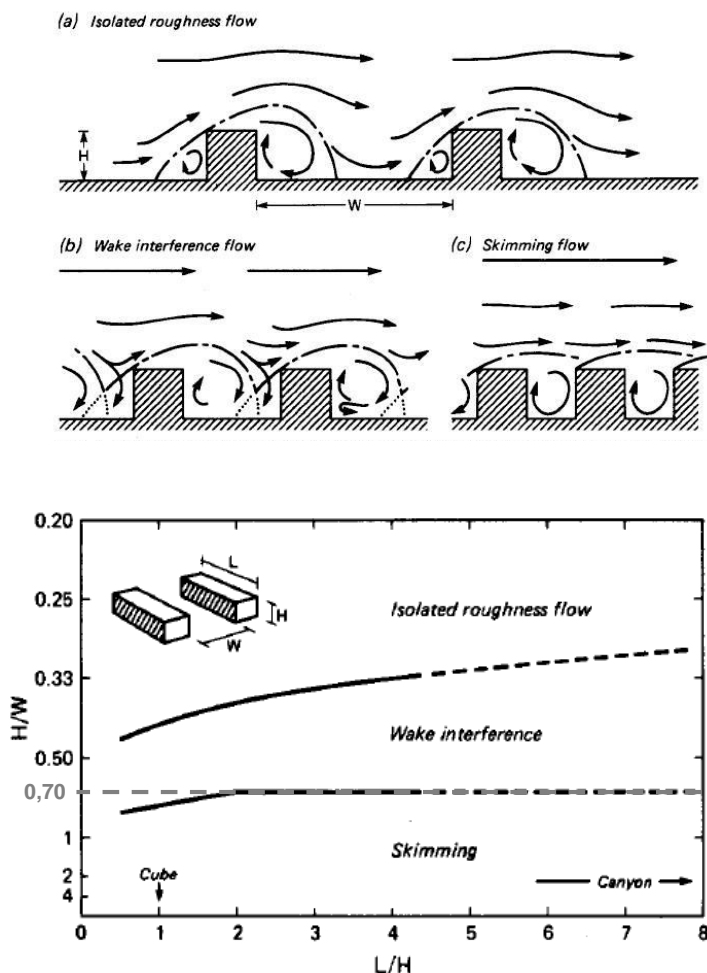 (a) Isolated roughness flow
H
W
(b) Wake interference flow
(c) Skimming flow
0.20
L
0.25
Isolated roughness flow
H
W
0.33
H/W
Wake interference
0.50
0,70
1
Skimming
2
Cube
Canyon
4
0 1 2 3 4 5 6 7 8
L/H